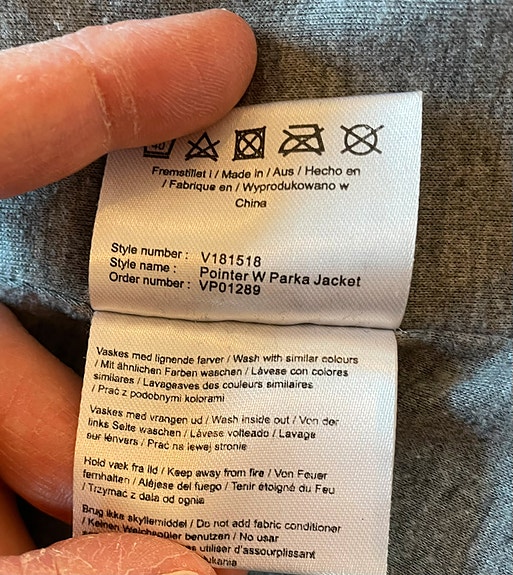 40
Fremstillet I / Made in / Aus / Hecho en
/ Fabrique en / Wyprodukowano w
China
Style number : V181518
Style name : Pointer W Parka Jacket
Order number : VP01289
Vaskes med lignende farver / Wash with similar colours
/ Mit ähnlichen Farben waschen / Lávese con colores
similares / Lavageaves des couleurs similaires
/ Prać z podobnymi kolorami
Vaskes med vrangen ud / Wash inside out / Von der
links Seite waschen / Lávese volteado / Lavage
sur lénvers / Prać na lewej stronie
Hold væk fra ild / Keep away from fire / Von Feuer
fernhalten / Aléjese del fuego / Tenir étoigné du Feu
/ Trzymać z dala od ognia
Brug ikke skyllemiddel / Do not add fabric conditioner
/ Keinen Weichspüler benutzen / No usar
utiliser d'assourplissant